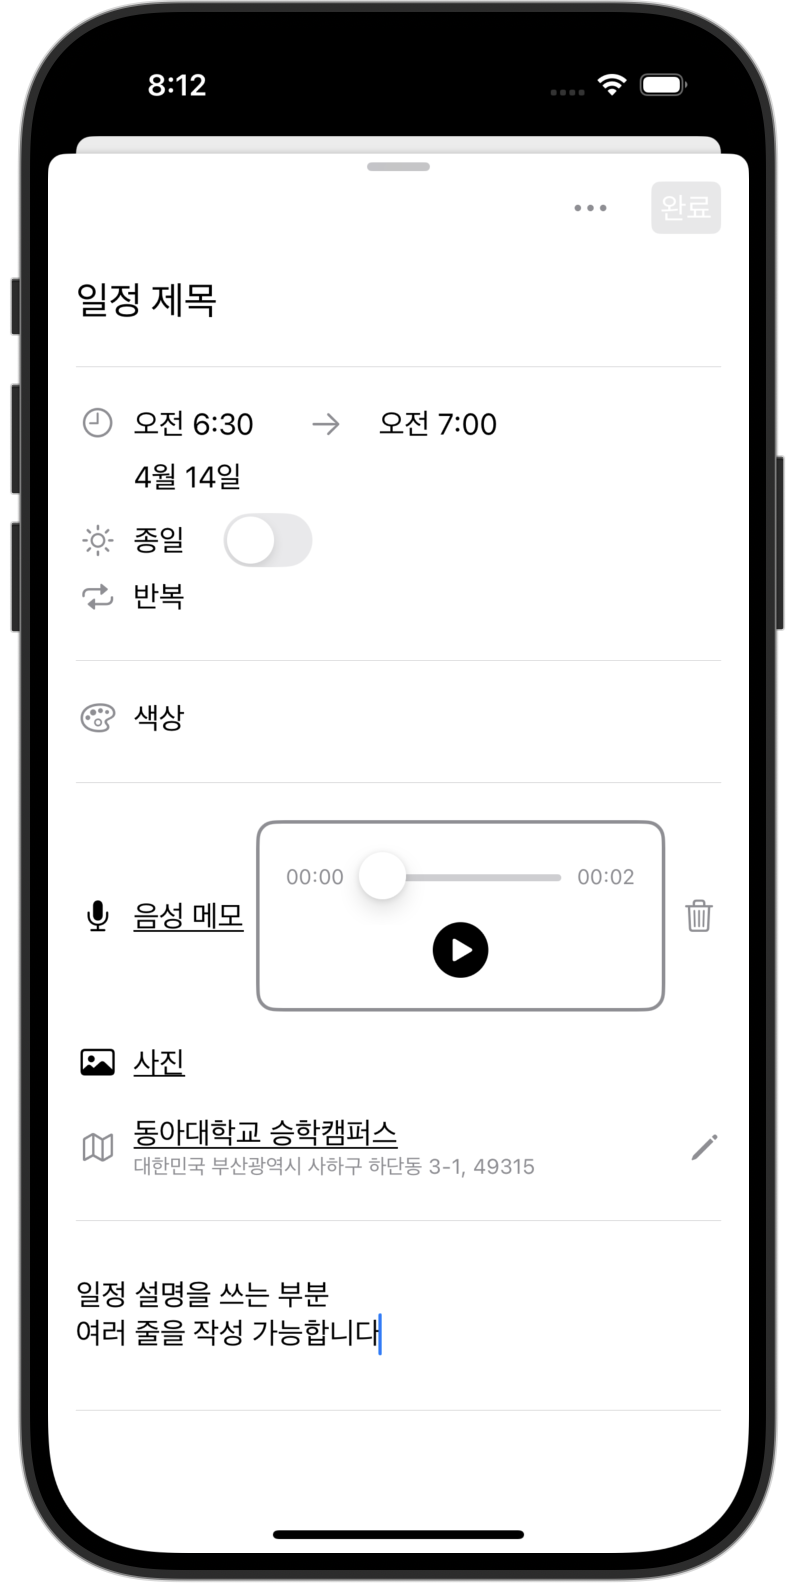 8:12
완료
일정 제목
오전 6:30 → 오전 7:00
4월 14일
종일
반복
색상
음성 메모
00:00 00:02
사진
동아대학교 승학캠퍼스
대한민국 부산광역시 사하구 하단동 3-1, 49315
일정 설명을 쓰는 부분
여러 줄을 작성 가능합니다